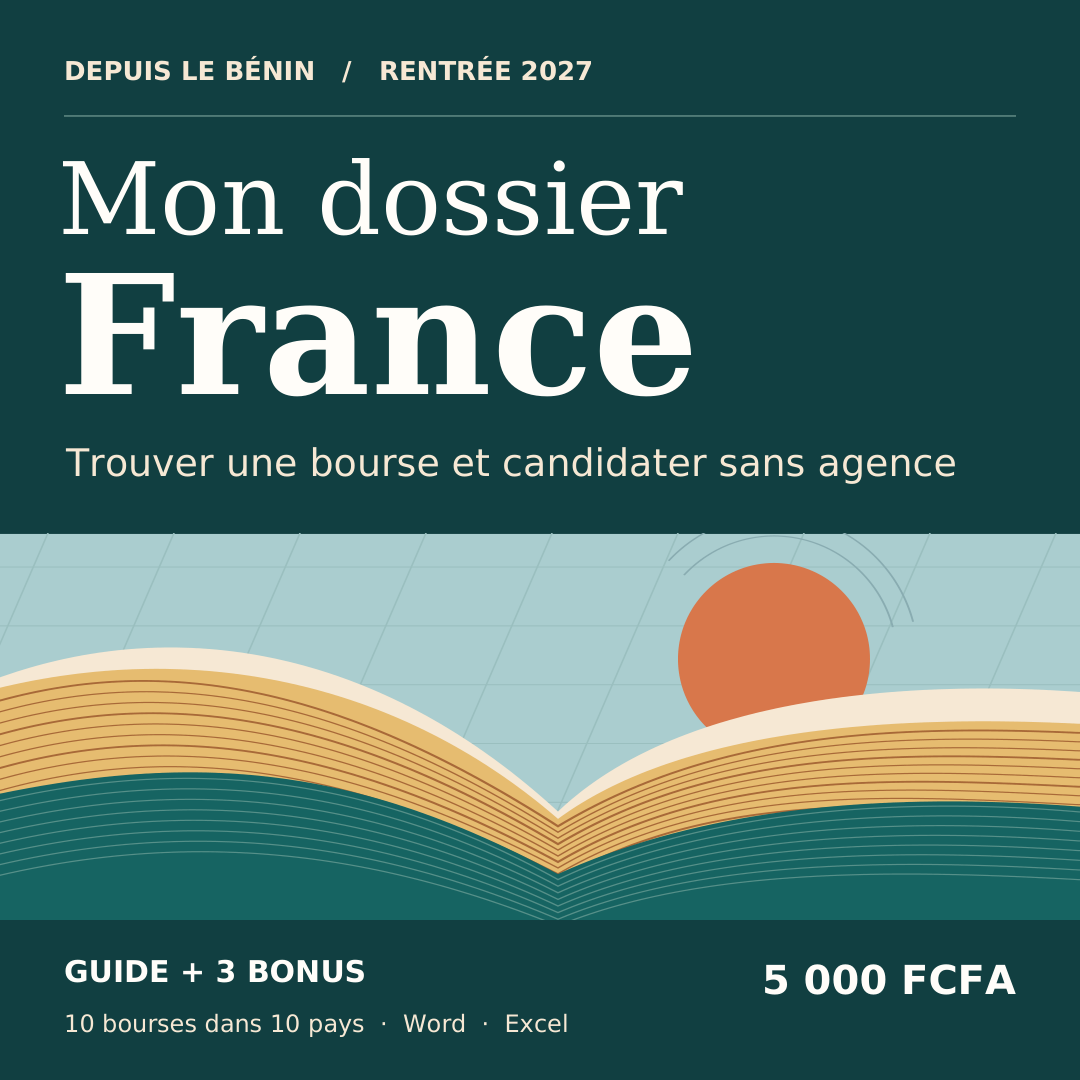 DEPUIS LE BÉNIN / RENTRÉE 2027
Mon dossier
France
Trouver une bourse et candidater sans agence
GUIDE + 3 BONUS
5 000 FCFA
10 bourses dans 10 pays · Word · Excel